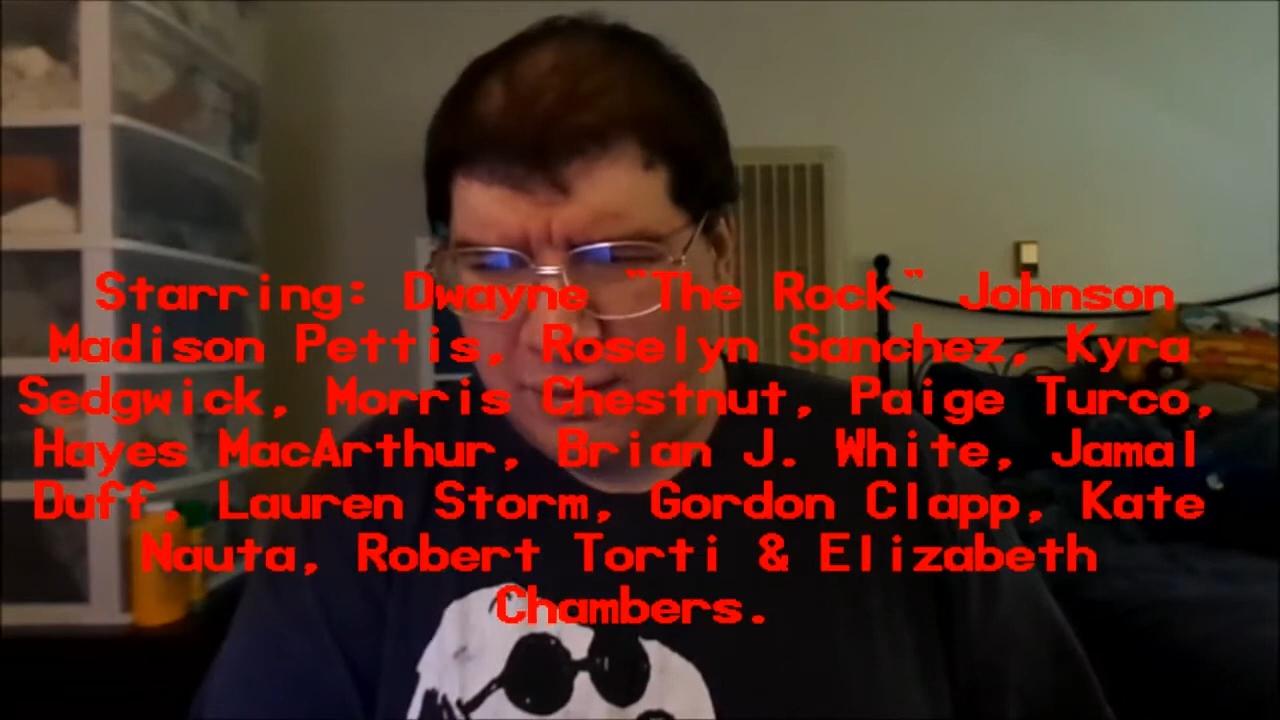 Starring: Dwayne "The Rock" Johnson
Madison Pettis, Roselyn Sanchez, Kyra
Sedgwick, Morris Chestnut, Paige Turco,
Hayes MacArthur, Brian J. White, Jamal
Duff, Lauren Storm, Gordon Clapp, Kate
Nauta, Robert Torti & Elizabeth
Chambers.